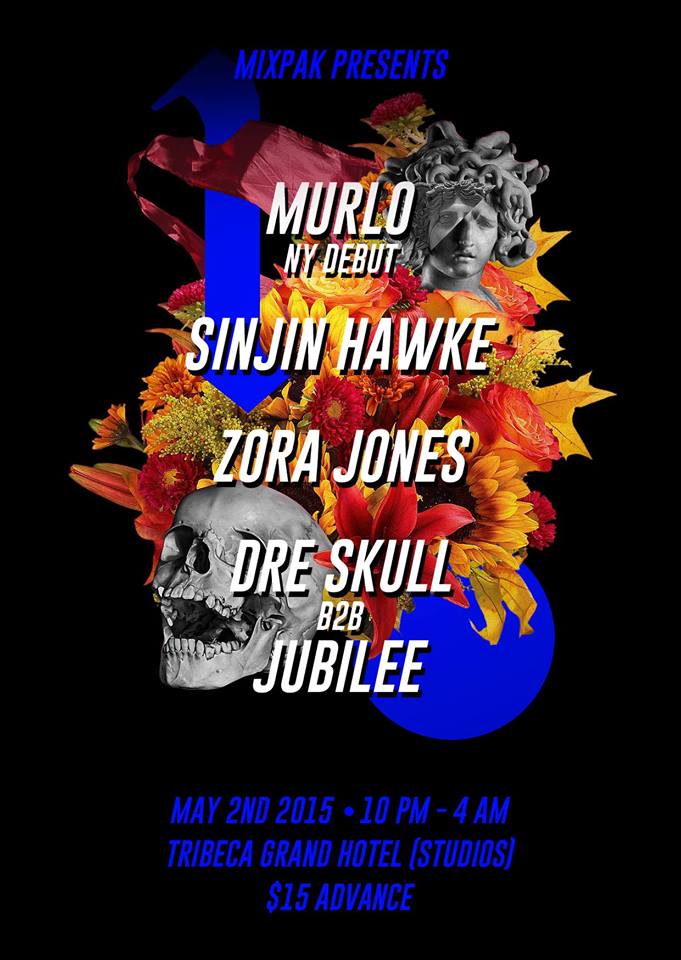 MIXPAK PRESENTS
MURLO
NY DEBUT
SINJIN HAWKE
ZORA JONES
DRE SKULL
B2B
JUBILEE
MAY 2ND 2015 • 10 PM - 4 AM
TRIBECA GRAND HOTEL (STUDIOS)
$15 ADVANCE